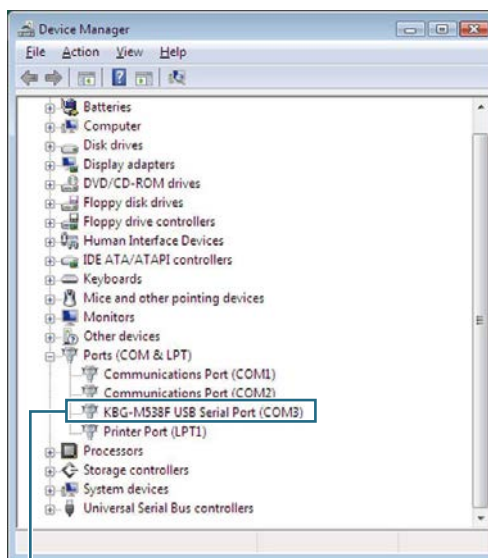 Device Manager
File Action View Help
Batteries
Computer
Disk drives
Display adapters
DVD/CD-ROM drives
Floppy disk drives
Floppy drive controllers
Human Interface Devices
IDE ATA/ATAPI controllers
Keyboards
Mice and other pointing devices
Monitors
Other devices
Ports (COM & LPT)
Communications Port (COM1)
Communications Port (COM2)
KBG-M538F USB Serial Port (COM3)
Printer Port (LPT1)
Processors
Storage controllers
System devices
Universal Serial Bus controllers